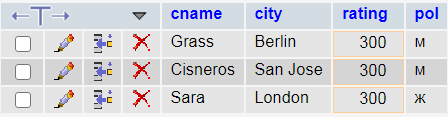 cname city rating pol
Grass Berlin 300 м
Cisneros San Jose 300 м
Sara London 300 ж